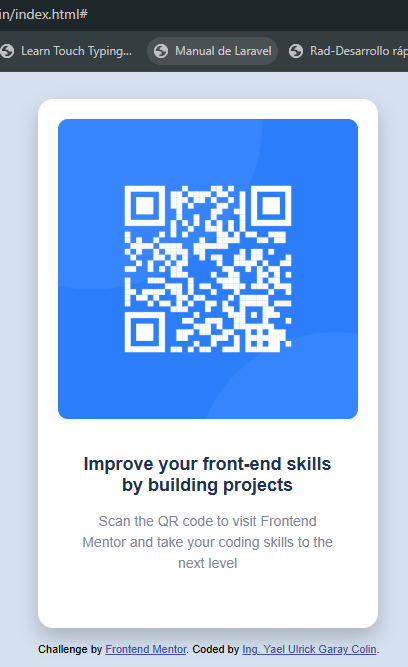 in/index.html#
Learn Touch Typing... Manual de Laravel Rad-Desarrollo ráp
Improve your front-end skills
by building projects
Scan the QR code to visit Frontend
Mentor and take your coding skills to the
next level
Challenge by Frontend Mentor. Coded by Ing. Yael Ulrick Garay Colin.